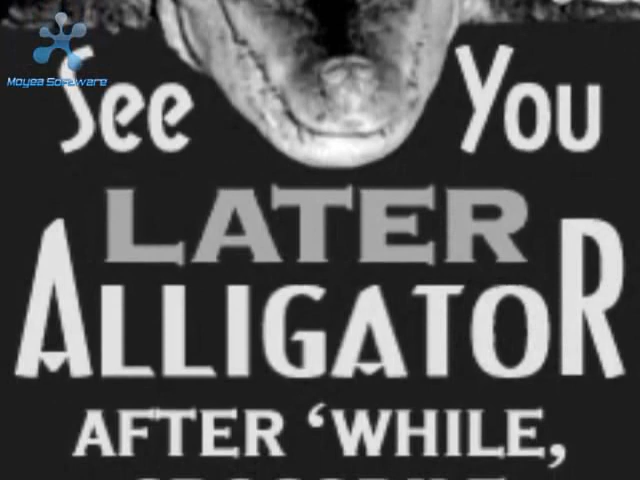 Moyea Software
See You
LATER
ALLIGATOR
AFTER ‘WHILE,